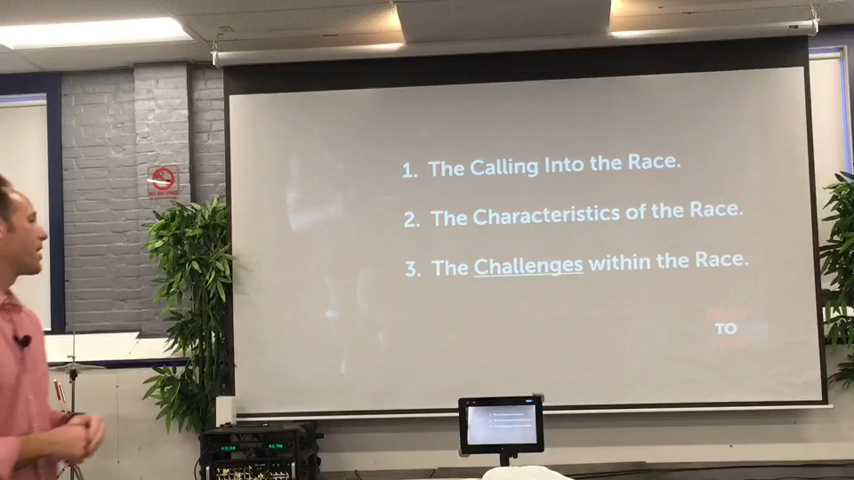 1. The Calling Into the Race.
2. The Characteristics of the Race.
3. The Challenges within the Race.
TO